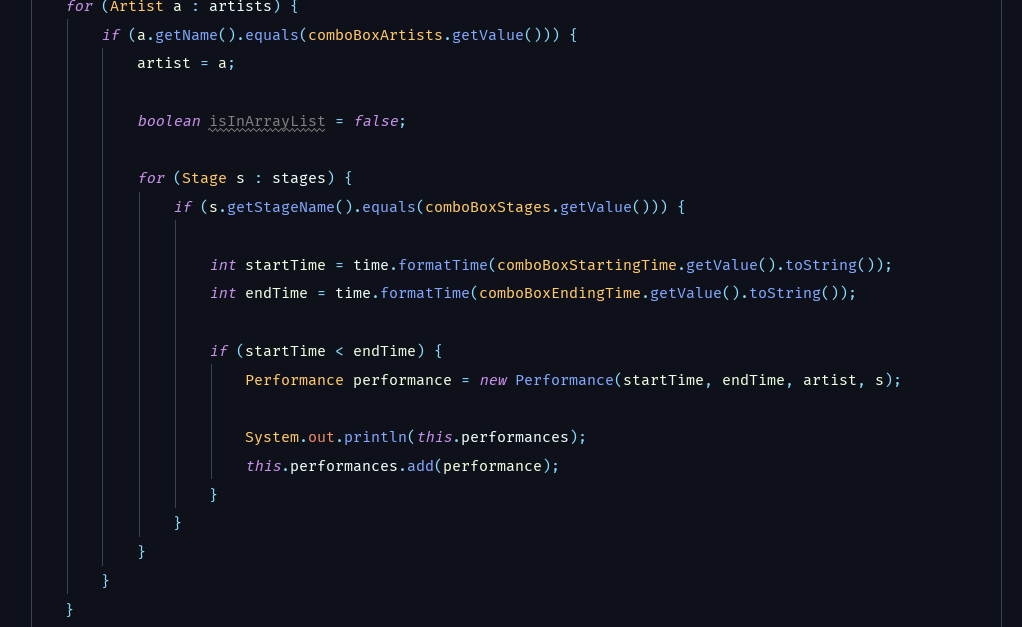 for (Artist a : artists) {
if (a.getName().equals(comboBoxArtists.getValue())) {
artist = a;
boolean isInArrayList = false;
for (Stage s : stages) {
if (s.getStageName().equals(comboBoxStages.getValue())) {
int startTime = time.formatTime(comboBoxStartingTime.getValue().toString());
int endTime = time.formatTime(comboBoxEndingTime.getValue().toString());
if (startTime < endTime) {
Performance performance = new Performance(startTime, endTime, artist, s);
System.out.println(this.performances);
this.performances.add(performance);
}
}
}
}
}